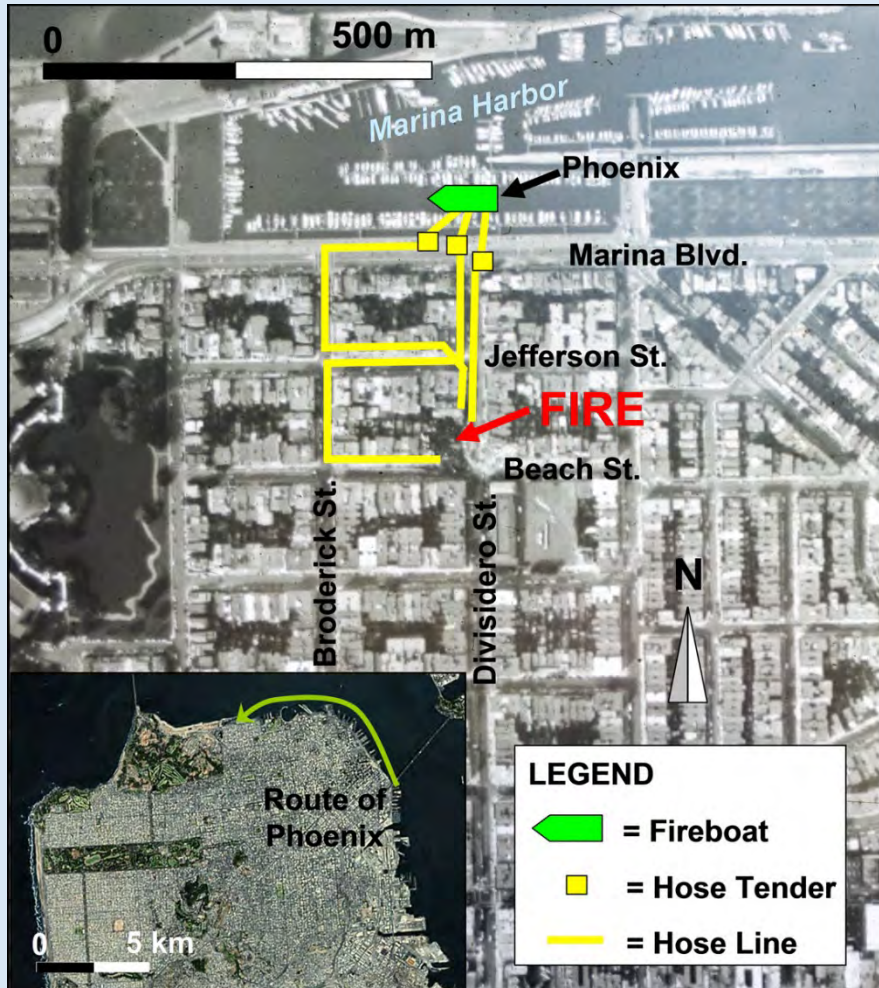 0 500 m
Marina Harbor
Phoenix
Marina Blvd.
Jefferson St.
FIRE
Beach St.
Broderick St.
Divisidero St.
N
Route of
Phoenix
0 5 km
LEGEND
= Fireboat
= Hose Tender
= Hose Line